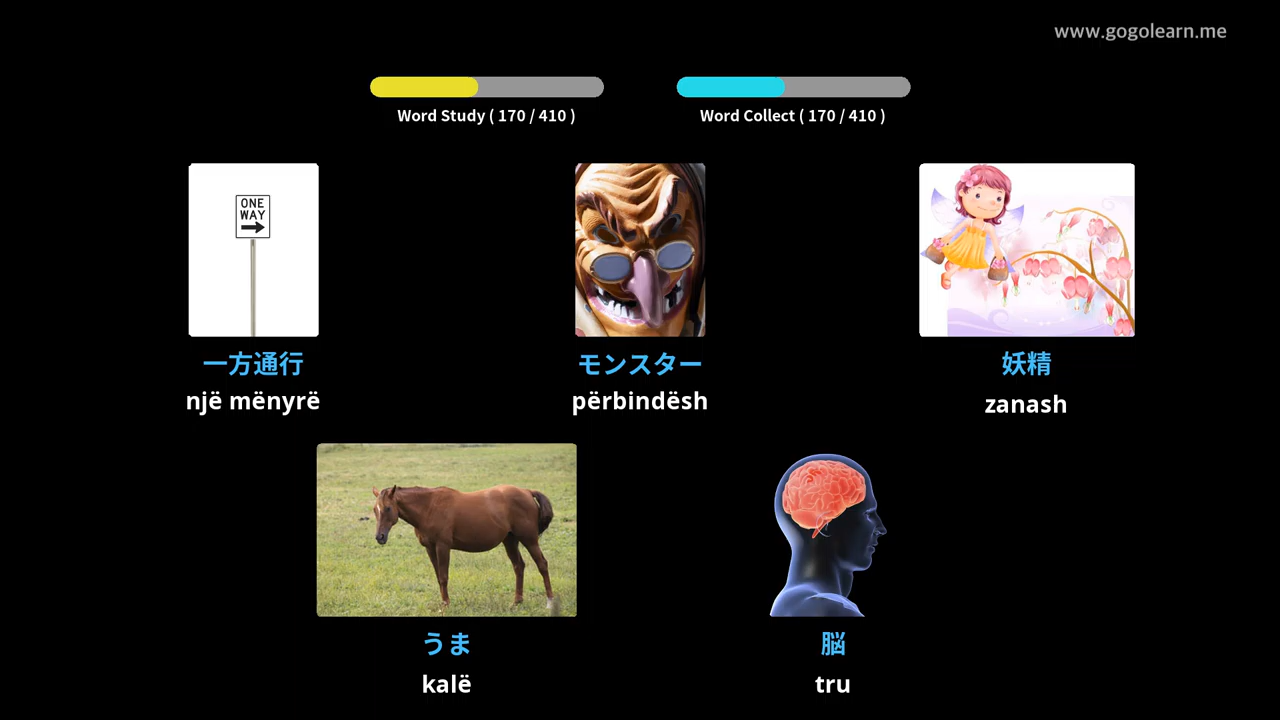 www.gogolearn.me
Word Study ( 170 / 410 )
Word Collect ( 170 / 410 )
ONE
WAY
一方通行
モンスター
妖精
një mënyrë
përbindësh
zanash
うま
脳
kalë
tru